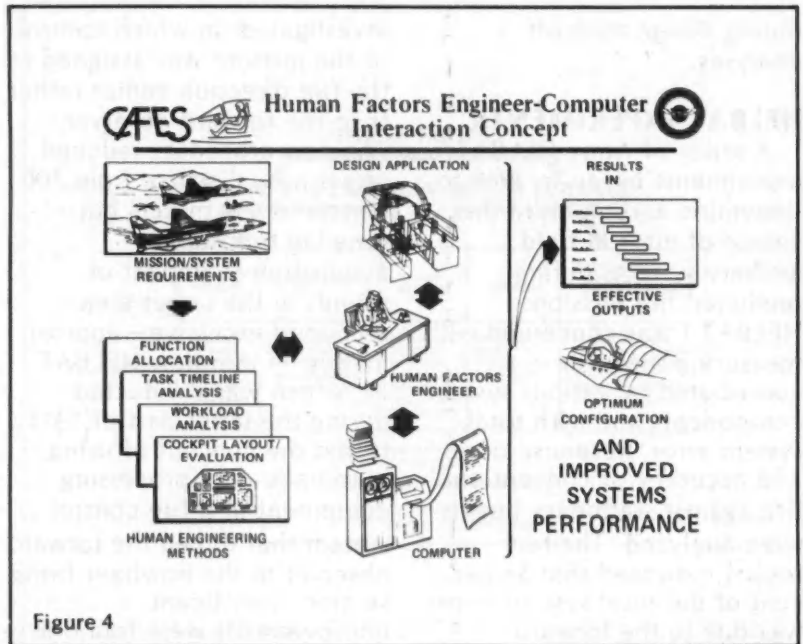 CAFES
Human Factors Engineer-Computer
Interaction Concept
MISSION/SYSTEM
REQUIREMENTS
DESIGN APPLICATION
RESULTS
IN
EFFECTIVE
OUTPUTS
FUNCTION
ALLOCATION
TASK TIMELINE
ANALYSIS
WORKLOAD
ANALYSIS
COCKPIT LAYOUT/
EVALUATION
HUMAN ENGINEERING
METHODS
HUMAN FACTORS
ENGINEER
COMPUTER
OPTIMUM
CONFIGURATION
AND
IMPROVED
SYSTEMS
PERFORMANCE
Figure 4